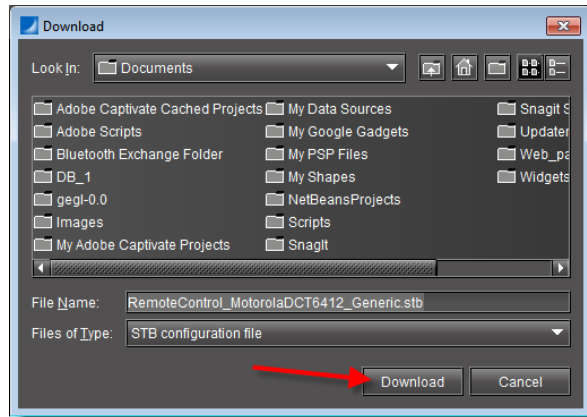 Download
Look In: Documents
Adobe Captivate Cached Projects My Data Sources Snagit S
Adobe Scripts My Google Gadgets Updater
Bluetooth Exchange Folder My PSP Files Web_pa
DB_1 My Shapes Widgets
gegl-0.0 NetBeansProjects
Images Scripts
My Adobe Captivate Projects SnagIt
File Name: RemoteControl_MotorolaDCT6412_Generic.stb
Files of Type: STB configuration file
Download Cancel